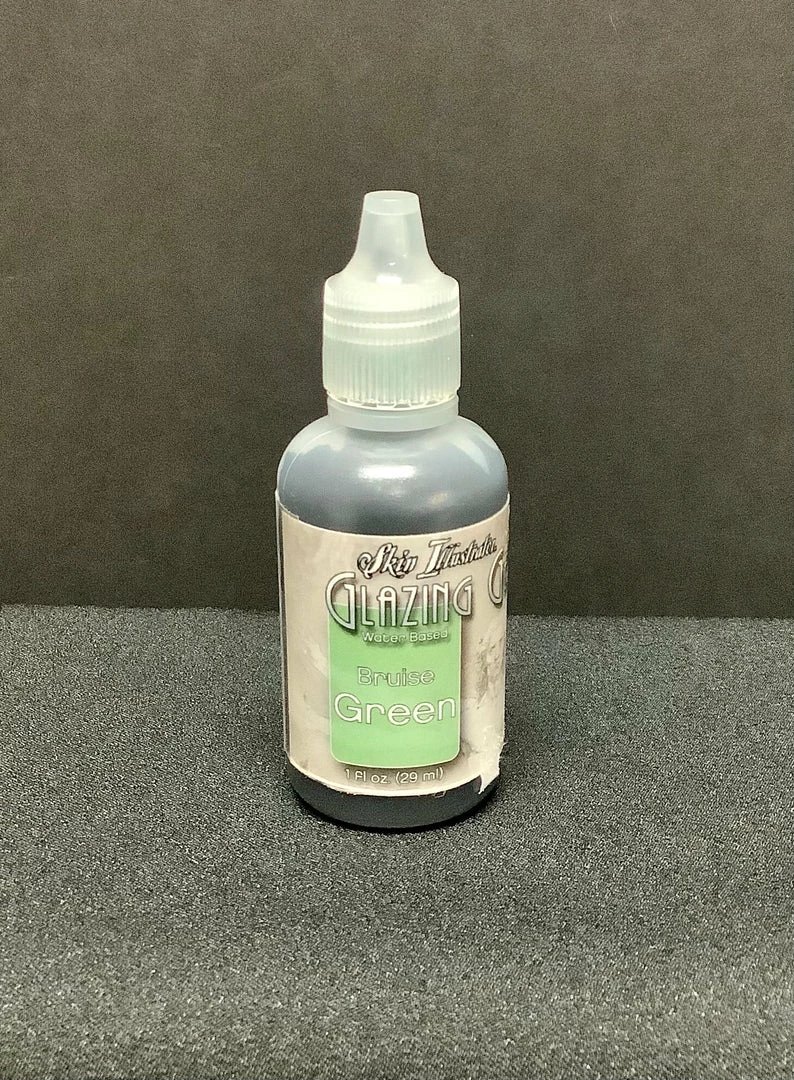 Skin Illustrator
GLAZING
Water Based
Bruise
Green
1 fl oz. (29 ml)